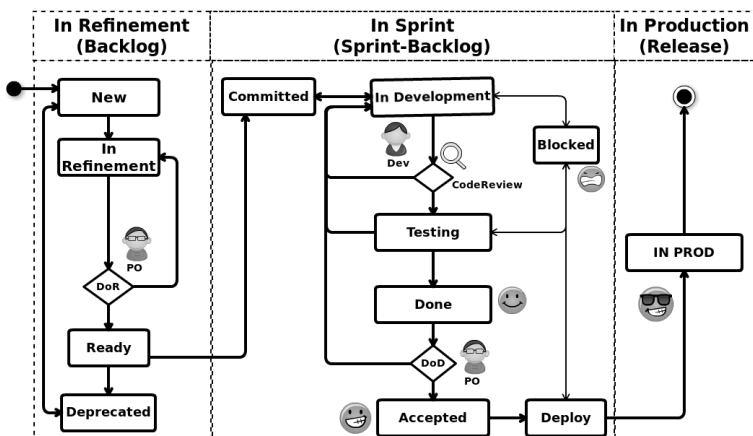 In Refinement
(Backlog)
In Sprint
(Sprint-Backlog)
In Production
(Release)
New
In
Refinement
PO
DoR
Ready
Deprecated
Committed
In Development
Dev
CodeReview
Blocked
Testing
Done
DoD
PO
Accepted
Deploy
IN PROD